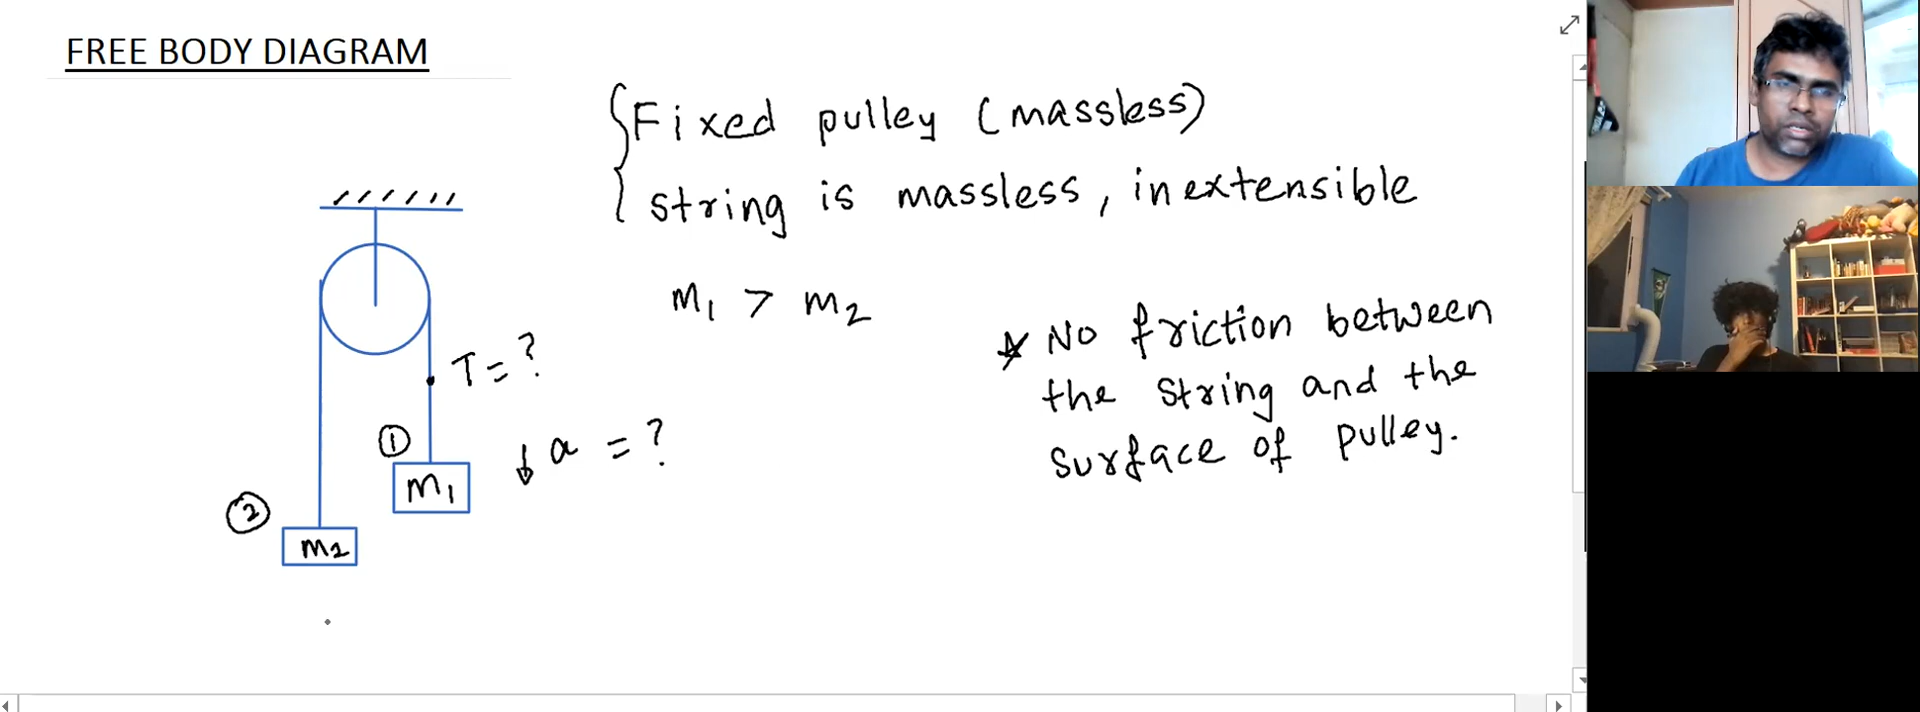 FREE BODY DIAGRAM
Fixed pulley (massless)
string is massless, inextensible
m1 > m2
* No friction between
the string and the
surface of pulley.
T = ?
↓ a = ?
①
m1
②
m2